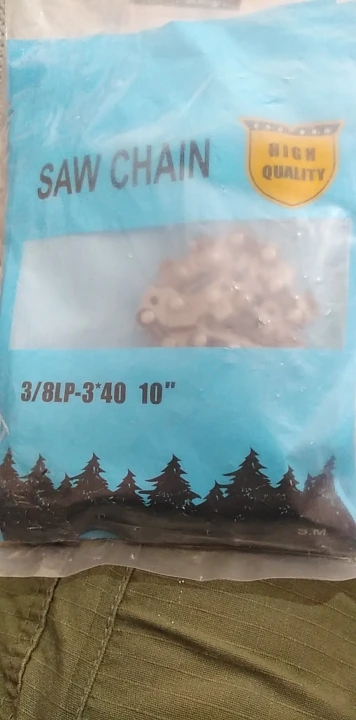 HIGH
QUALITY
SAW CHAIN
3/8LP-3*40 10"
S.M